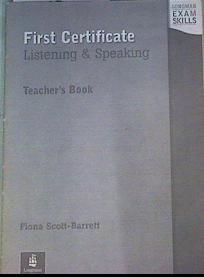 LONGMAN
EXAM
SKILLS
First Certificate
Listening & Speaking
Teacher's Book
Fiona Scott-Barrett
Longman